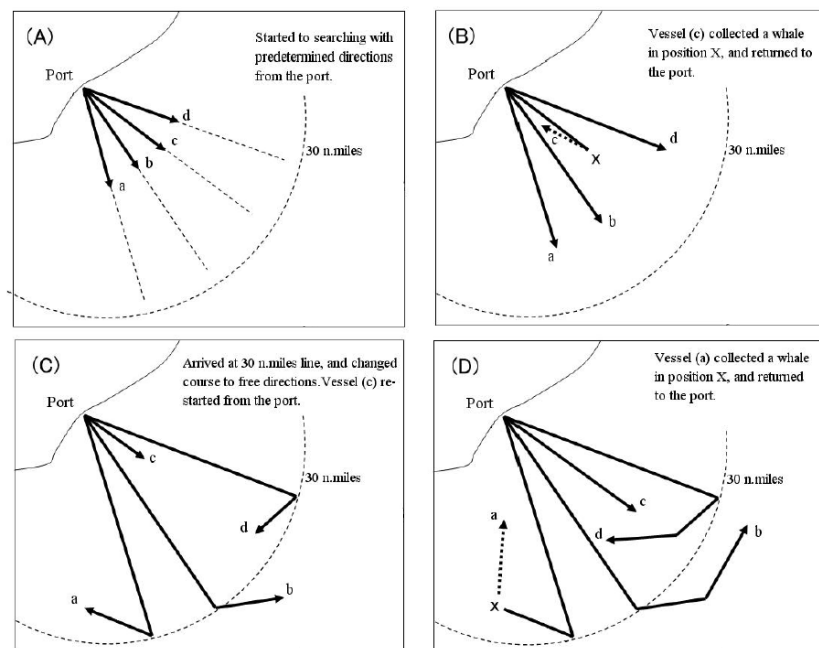 (A)
Started to searching with
predetermined directions
from the port.
Port
d
c
b
a
30 n.miles
(B)
Vessel (c) collected a whale
in position X, and returned to
the port.
Port
c
X
d
30 n.miles
b
a
(C)
Arrived at 30 n.miles line, and changed
course to free directions.Vessel (c) re-
started from the port.
Port
c
30 n.miles
d
a
b
(D)
Vessel (a) collected a whale
in position X, and returned
to the port.
Port
30 n.miles
c
a
d
b
X